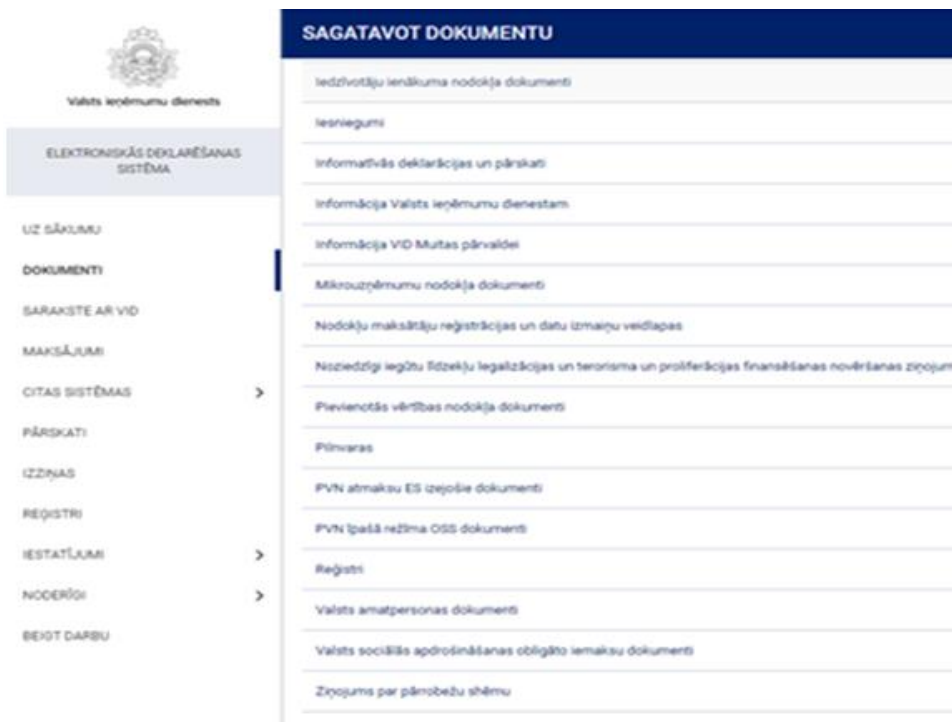 Valsts ieņēmumu dienests
ELEKTRONISKĀS DEKLARĒŠANAS
SISTĒMA
UZ SĀKUMU
DOKUMENTI
SARAKSTE AR VID
MAKSĀJUMI
CITAS SISTĒMAS
PĀRSKATI
IZZIŅAS
REĢISTRI
IESTATĪJUMI
NODERĪGI
BEIGT DARBU
SAGATAVOT DOKUMENTU
Iedzīvotāju ienākuma nodokļa dokumenti
Iesniegumi
Informatīvās deklarācijas un pārskati
Informācija Valsts ieņēmumu dienestam
Informācija VID Muitas pārvaldei
Mikrouzņēmumu nodokļa dokumenti
Nodokļu maksātāju reģistrācijas un datu izmaiņu veidlapas
Noziedzīgi iegūtu līdzekļu legalizācijas un terorisma un proliferācijas finansēšanas novēršanas ziņojum
Pievienotās vērtības nodokļa dokumenti
Pilnvaras
PVN atmaksu ES izejošie dokumenti
PVN īpašā režīma OSS dokumenti
Reģistri
Valsts amatpersonas dokumenti
Valsts sociālās apdrošināšanas obligāto iemaksu dokumenti
Ziņojums par pārrobežu shēmu